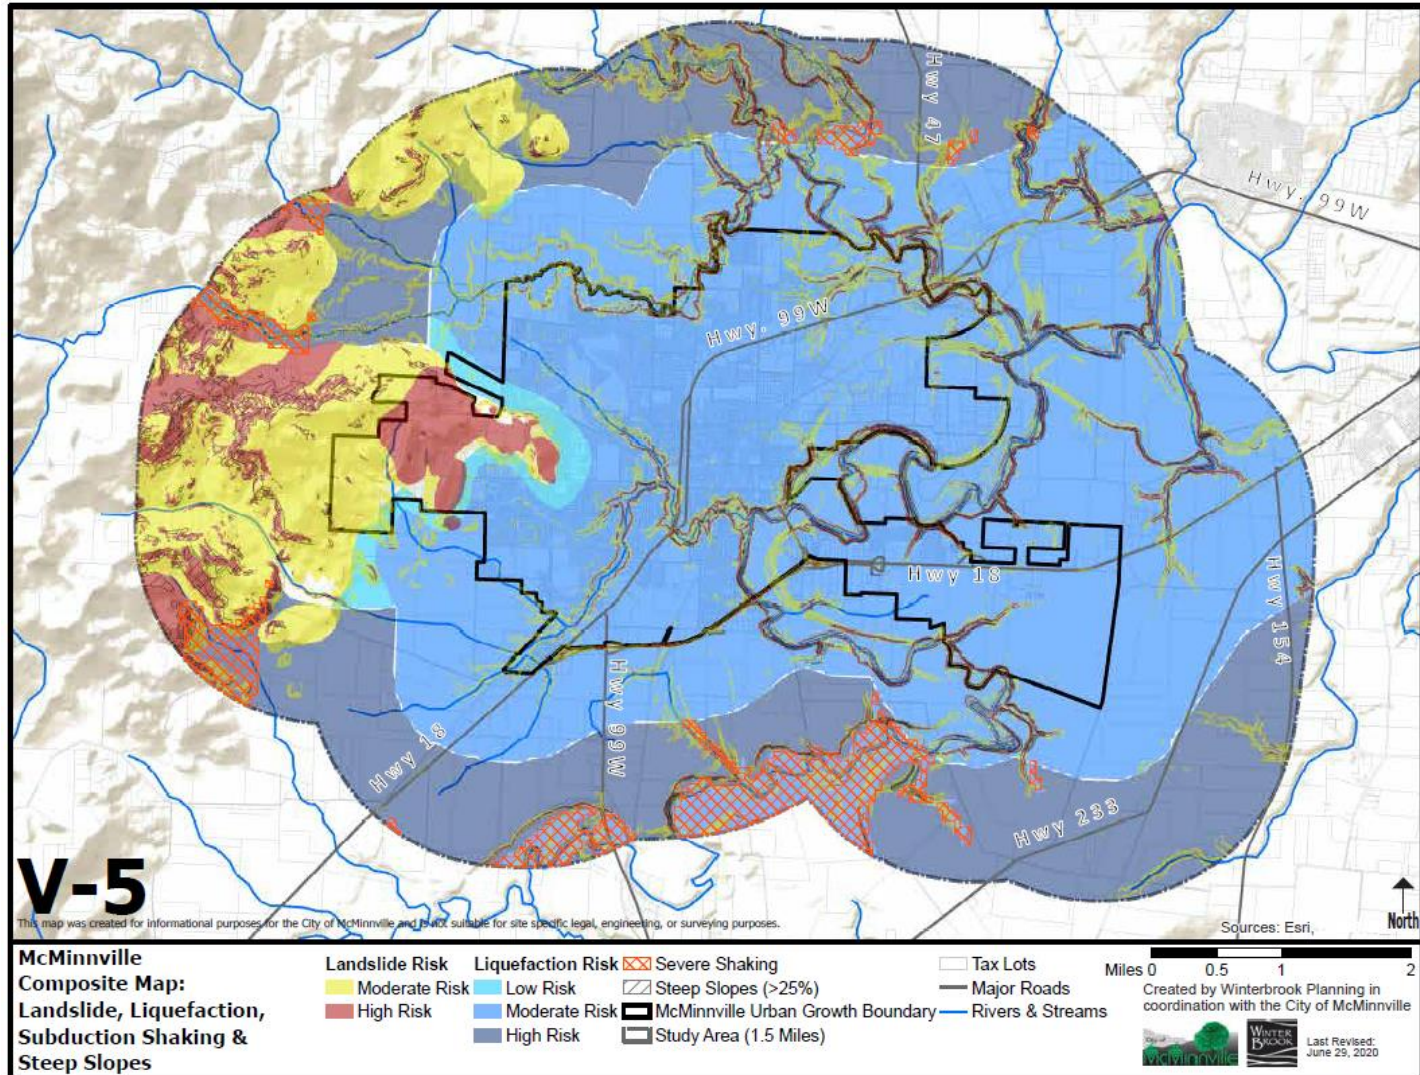 Hwy 47
Hwy. 99W
Hwy. 99W
Hwy 18
Hwy 154
Hwy 99W
Hwy 18
Hwy 233
V-5
This map was created for informational purposes for the City of McMinnville and is not suitable for site specific legal, engineering, or surveying purposes.
Sources: Esri,
North
McMinnville
Composite Map:
Landslide, Liquefaction,
Subduction Shaking &
Steep Slopes
Landslide Risk
Moderate Risk
High Risk
Liquefaction Risk
Low Risk
Moderate Risk
High Risk
Severe Shaking
Steep Slopes (>25%)
McMinnville Urban Growth Boundary
Study Area (1.5 Miles)
Tax Lots
Major Roads
Rivers & Streams
Miles 0 0.5 1 2
Created by Winterbrook Planning in
coordination with the City of McMinnville
City of
McMinnville
WINTER
BROOK
Last Revised:
June 29, 2020